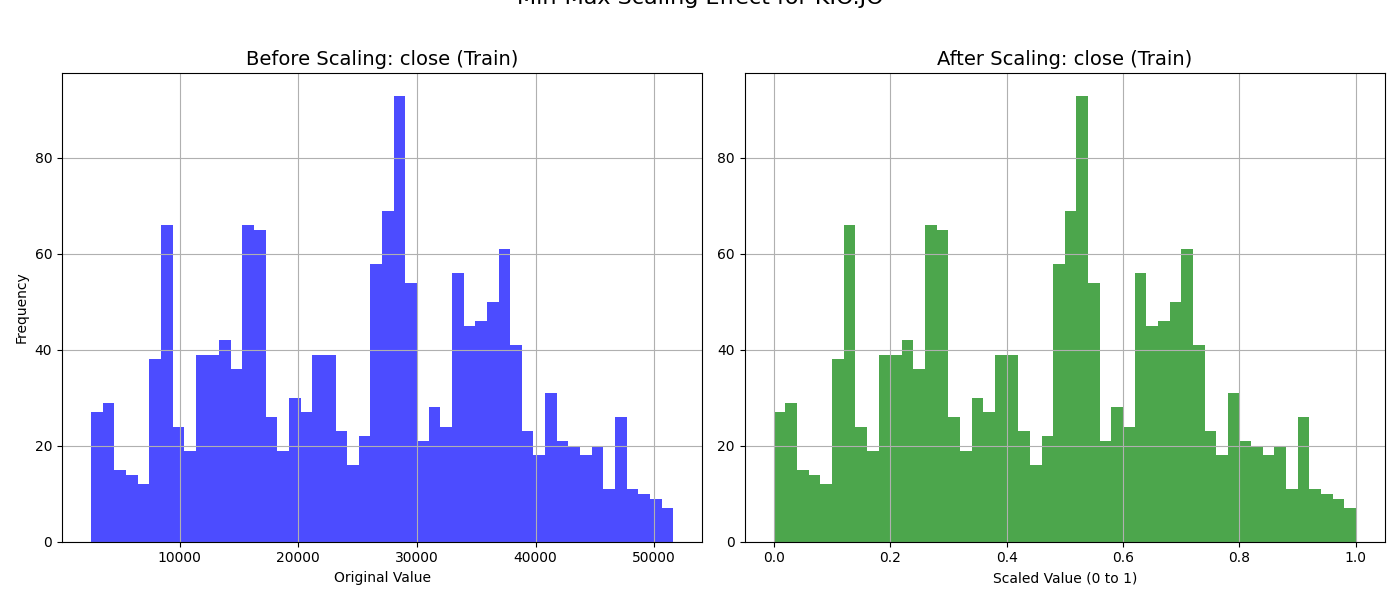 Min-Max Scaling Effect for KIO.JO
Before Scaling: close (Train)
After Scaling: close (Train)
Frequency
80
60
40
20
0
10000 20000 30000 40000 50000
Original Value
80
60
40
20
0
0.0 0.2 0.4 0.6 0.8 1.0
Scaled Value (0 to 1)